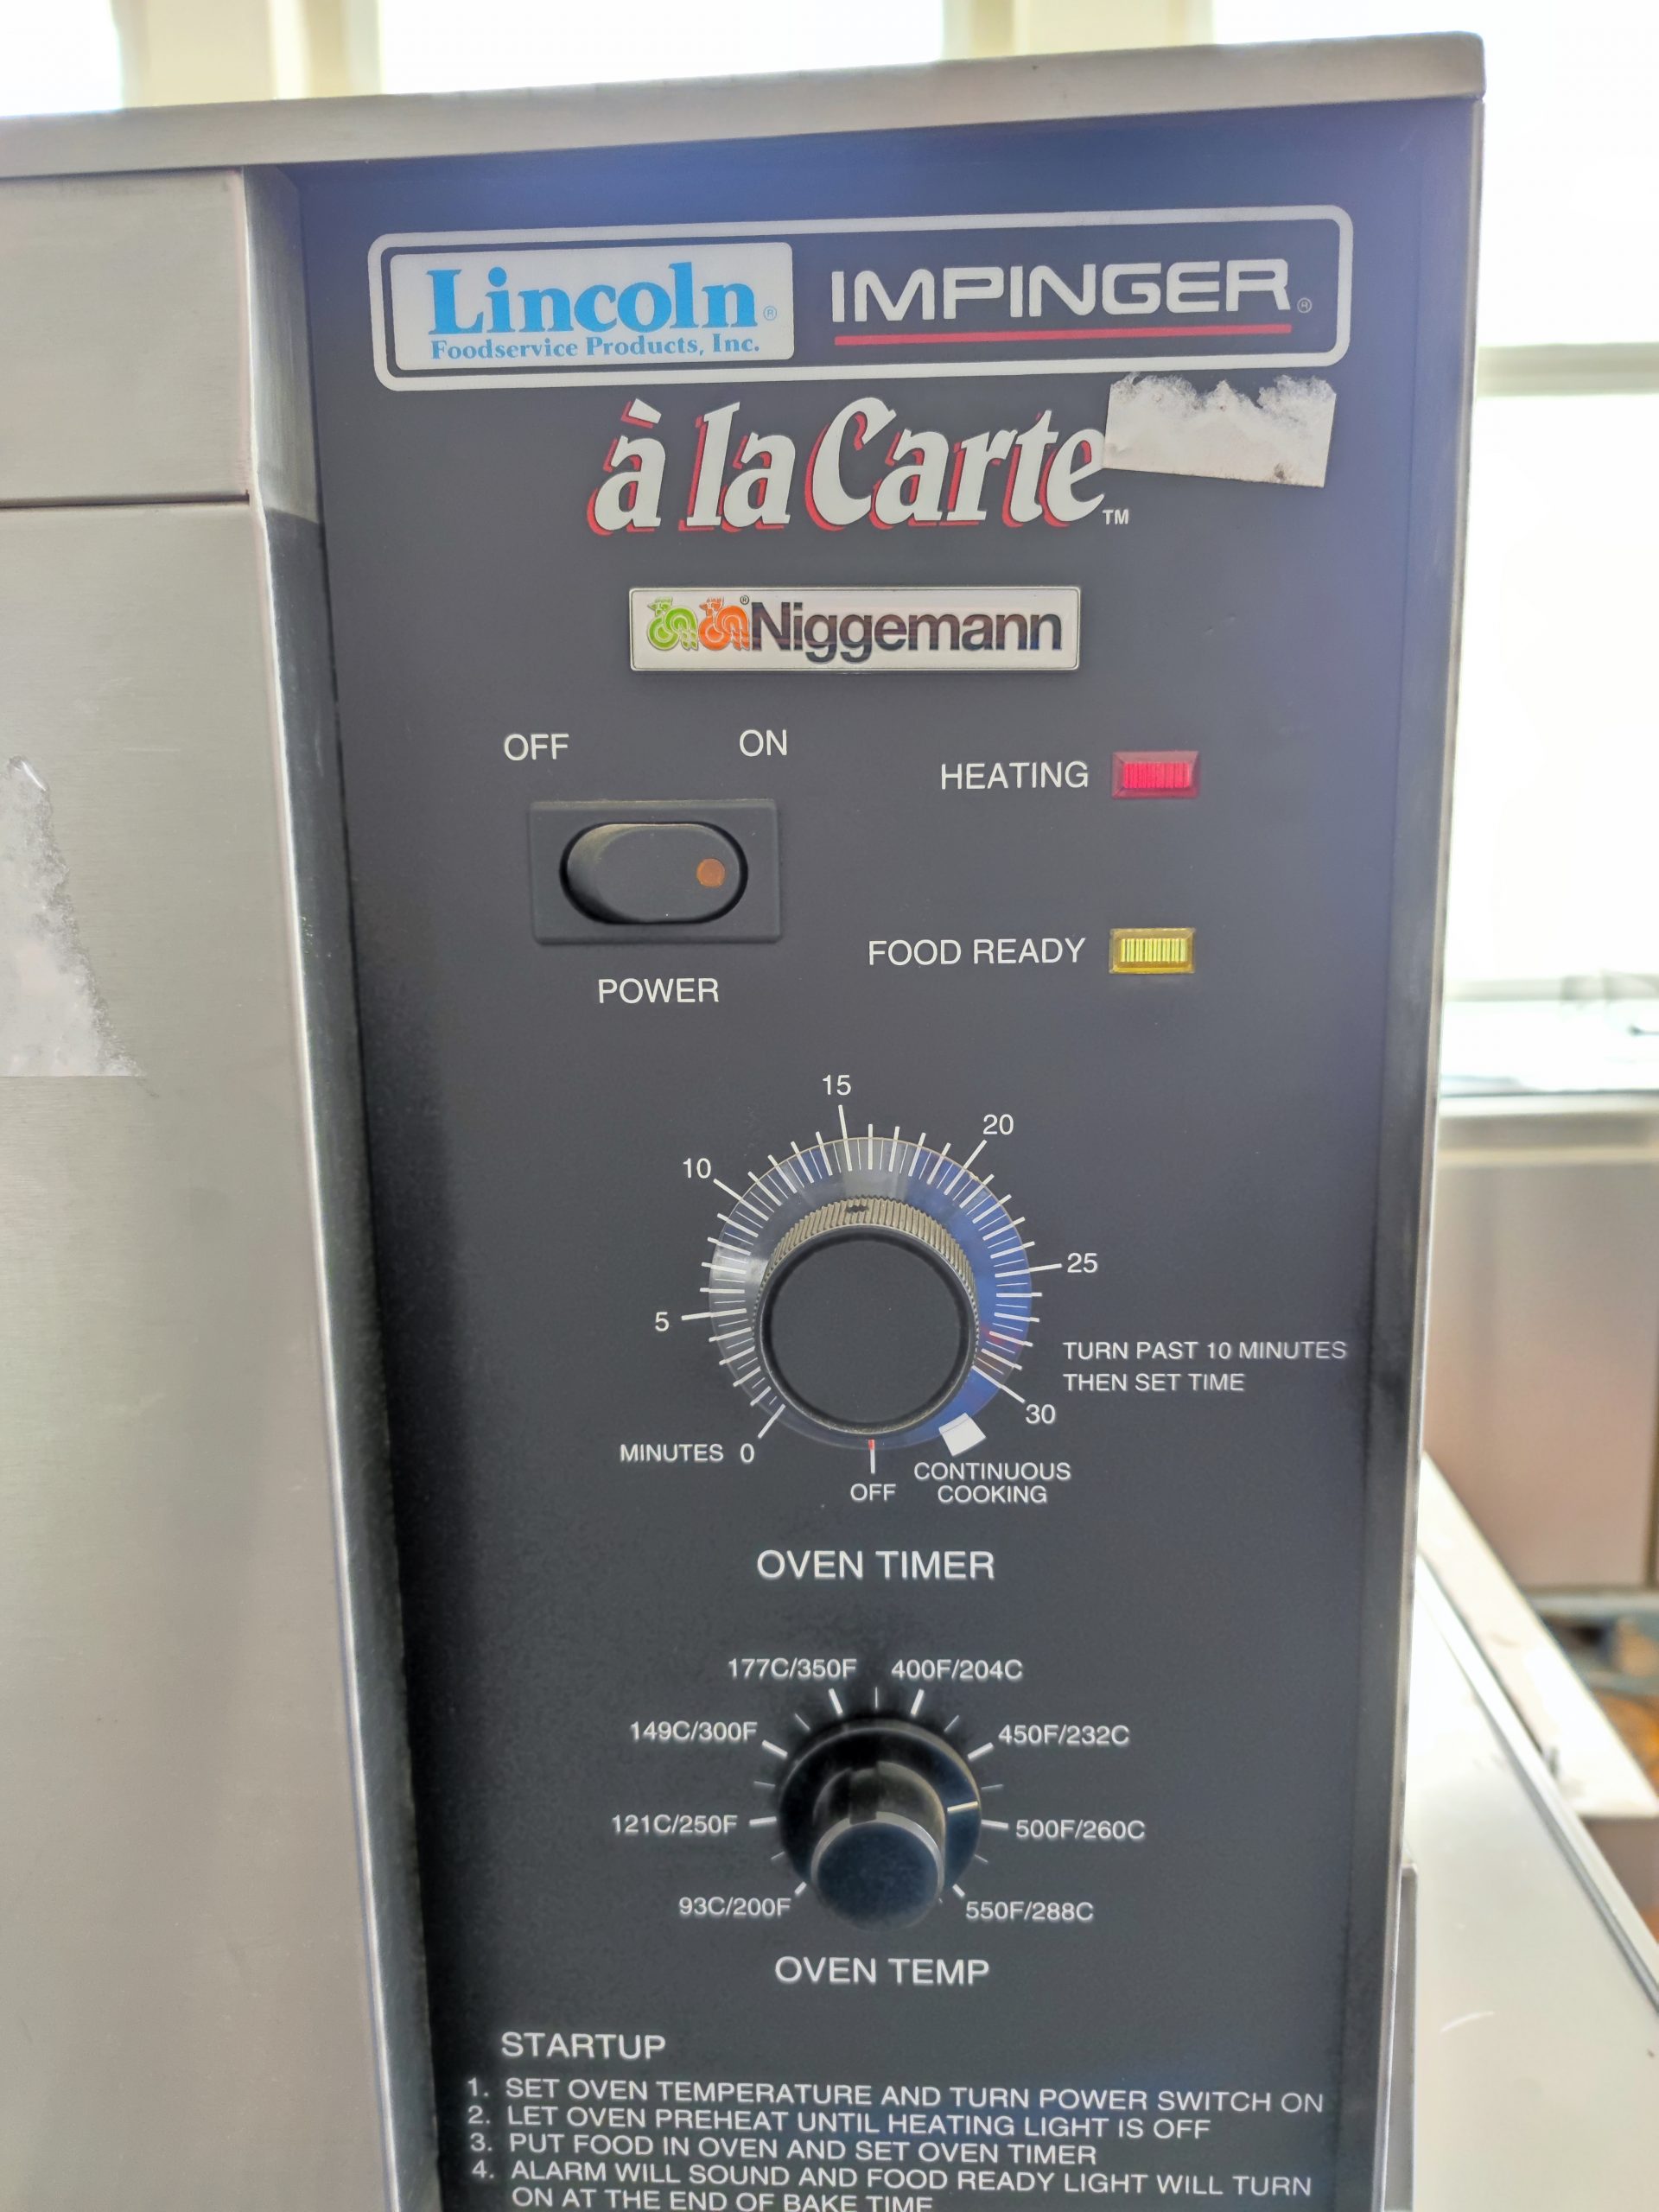 Lincoln®
Foodservice Products, Inc.
IMPINGER®
à la Carte™
®Niggemann
OFF ON
HEATING
POWER
FOOD READY
15
20
10
25
5
TURN PAST 10 MINUTES
THEN SET TIME
30
MINUTES 0
OFF
CONTINUOUS
COOKING
OVEN TIMER
177C/350F 400F/204C
149C/300F 450F/232C
121C/250F 500F/260C
93C/200F 550F/288C
OVEN TEMP
STARTUP
1. SET OVEN TEMPERATURE AND TURN POWER SWITCH ON
2. LET OVEN PREHEAT UNTIL HEATING LIGHT IS OFF
3. PUT FOOD IN OVEN AND SET OVEN TIMER
4. ALARM WILL SOUND AND FOOD READY LIGHT WILL TURN
ON AT THE END OF BAKE TIME